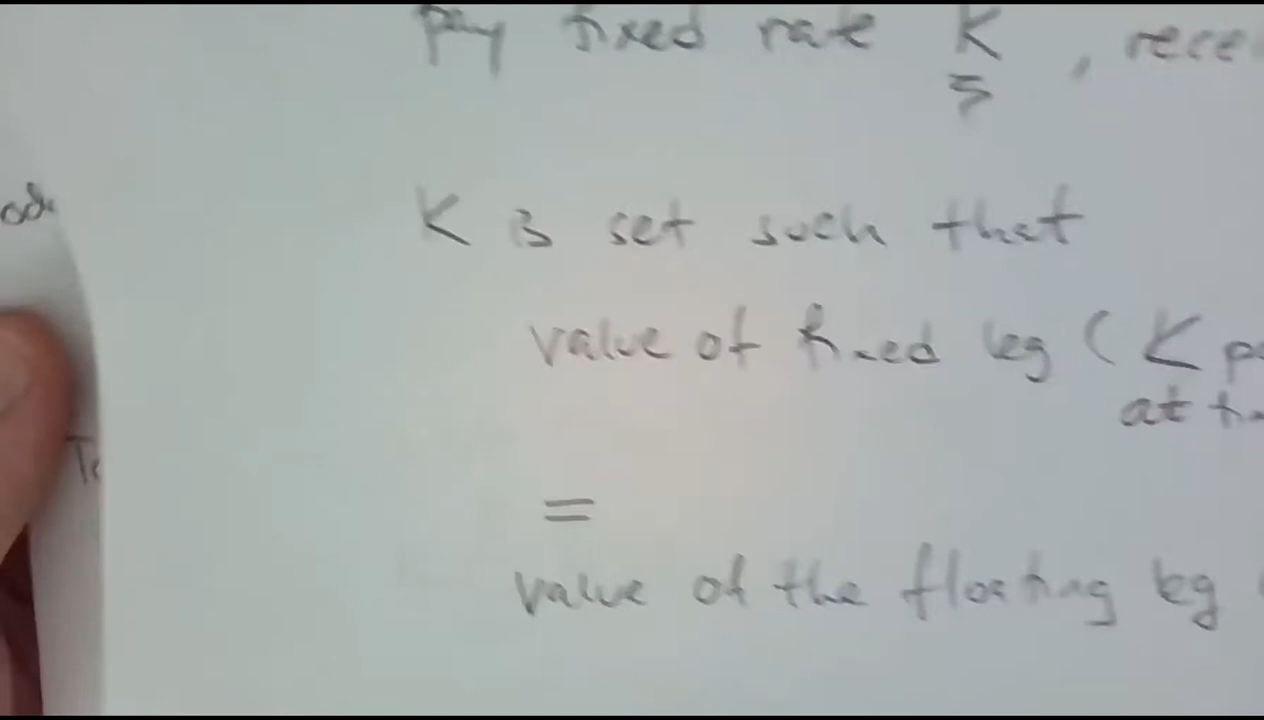 pay fixed rate K, rece
K is set such that
value of fixed leg (K p
at
=
value of the floating leg